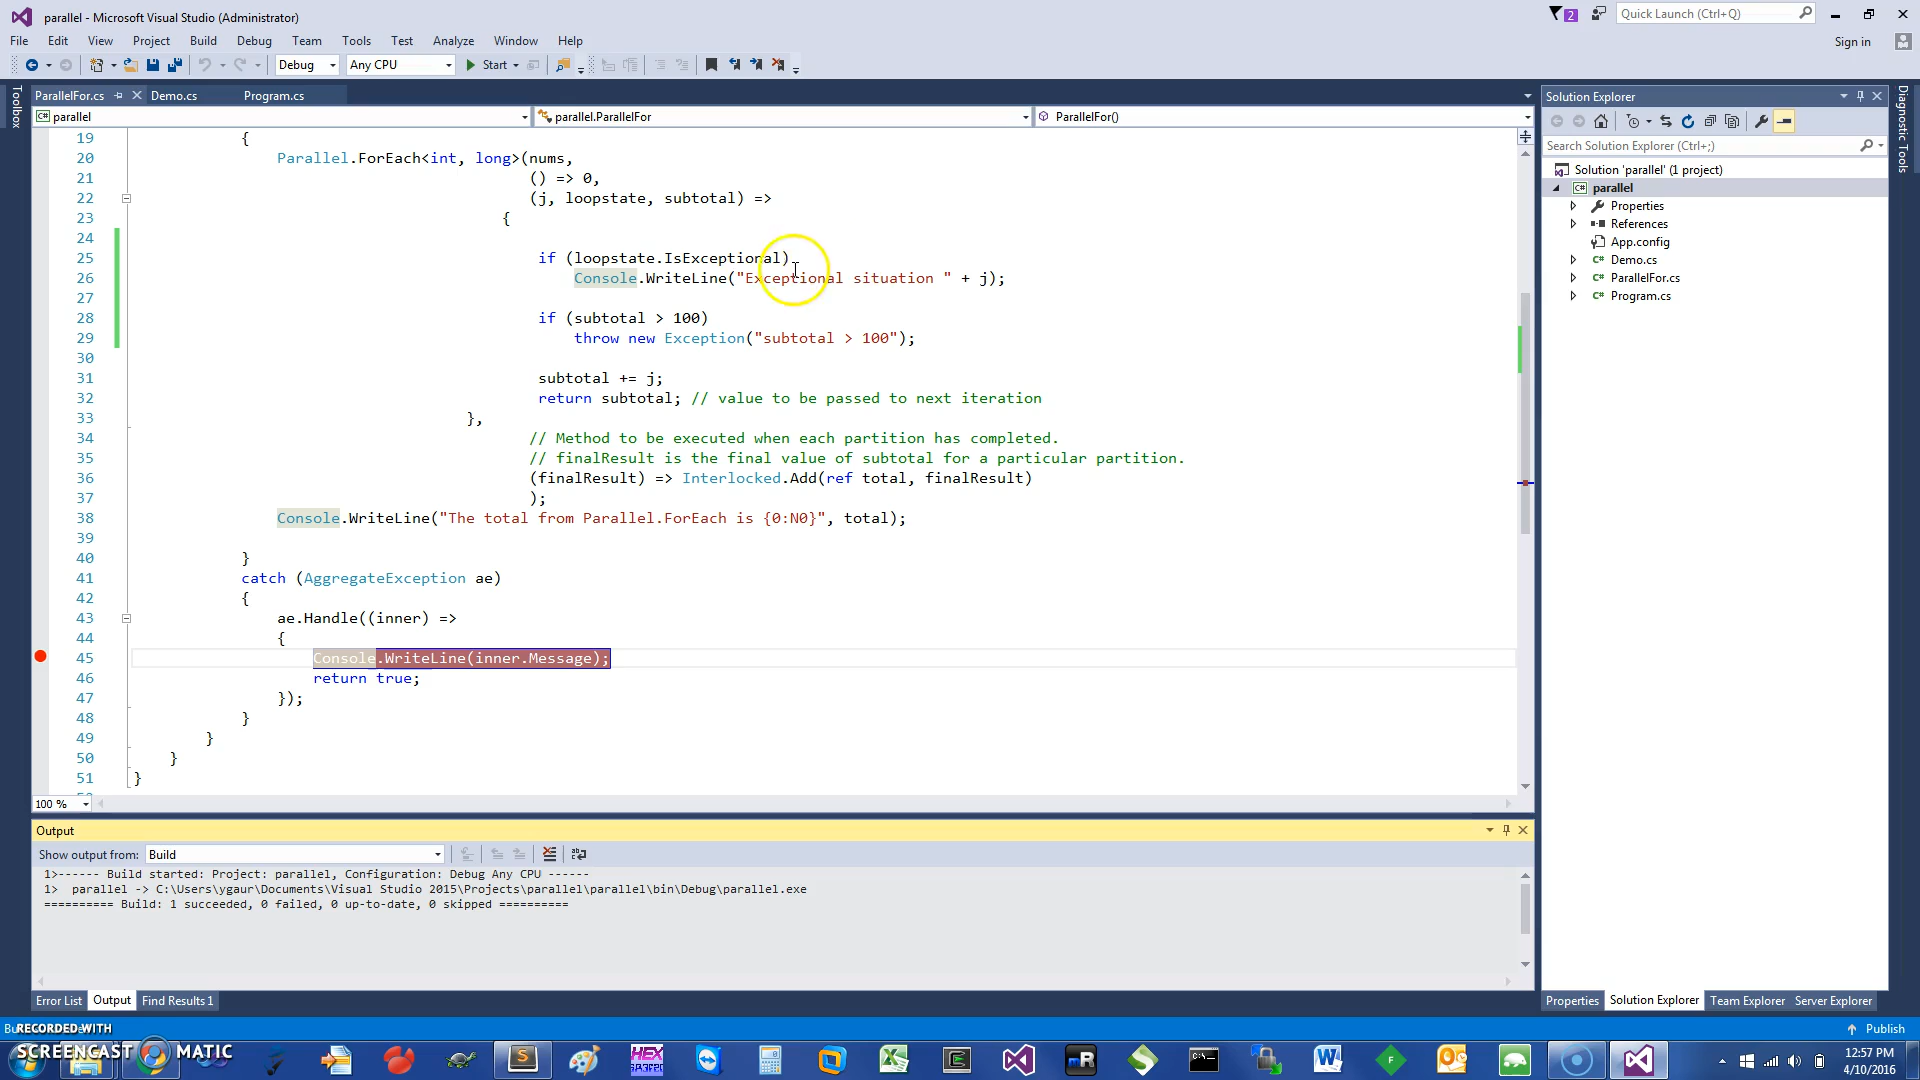 parallel - Microsoft Visual Studio (Administrator)
2
Quick Launch (Ctrl+Q)
File Edit View Project Build Debug Team Tools Test Analyze Window Help
Sign in
Debug Any CPU Start
Toolbox
ParallelFor.cs Demo.cs Program.cs
parallel parallel.ParallelFor ParallelFor()
19 {
20 Parallel.ForEach<int, long>(nums,
21 () => 0,
22 (j, loopstate, subtotal) =>
23 {
24
25 if (loopstate.IsExceptional)
26 Console.WriteLine("Exceptional situation " + j);
27
28 if (subtotal > 100)
29 throw new Exception("subtotal > 100");
30
31 subtotal += j;
32 return subtotal; // value to be passed to next iteration
33 },
34 // Method to be executed when each partition has completed.
35 // finalResult is the final value of subtotal for a particular partition.
36 (finalResult) => Interlocked.Add(ref total, finalResult)
37 );
38 Console.WriteLine("The total from Parallel.ForEach is {0:N0}", total);
39
40 }
41 catch (AggregateException ae)
42 {
43 ae.Handle((inner) =>
44 {
45 Console.WriteLine(inner.Message);
46 return true;
47 });
48 }
49 }
50 }
51 }
100 %
Solution Explorer
Search Solution Explorer (Ctrl+;)
Solution 'parallel' (1 project)
C# parallel
Properties
References
App.config
C# Demo.cs
C# ParallelFor.cs
C# Program.cs
Diagnostic Tools
Output
Show output from: Build
1>------ Build started: Project: parallel, Configuration: Debug Any CPU ------
1> parallel -> C:\Users\ygaur\Documents\Visual Studio 2015\Projects\parallel\parallel\bin\Debug\parallel.exe
========== Build: 1 succeeded, 0 failed, 0 up-to-date, 0 skipped ==========
Error List Output Find Results 1
Properties Solution Explorer Team Explorer Server Explorer
RECORDED WITH
SCREENCAST MATIC
Publish
HEX
12:57 PM
4/10/2016